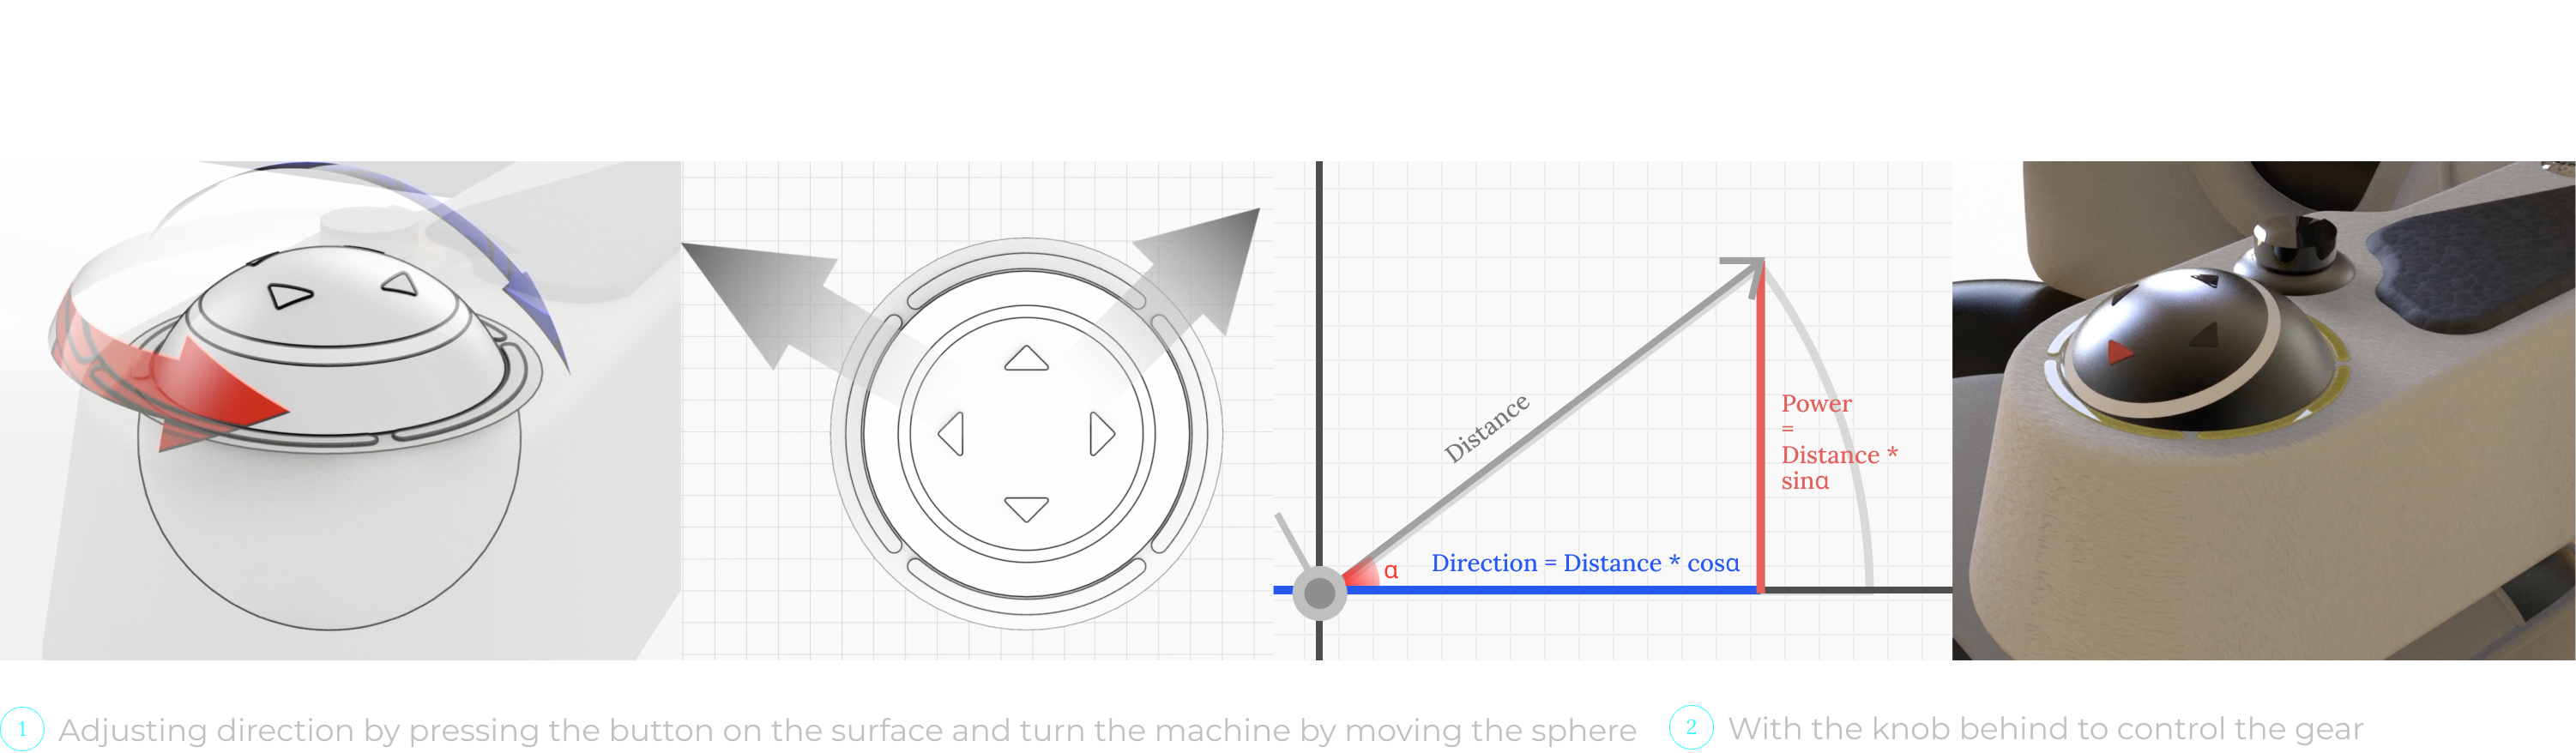 Distance
Power
=
Distance *
sinα
α
Direction = Distance * cosα
1 Adjusting direction by pressing the button on the surface and turn the machine by moving the sphere
2 With the knob behind to control the gear